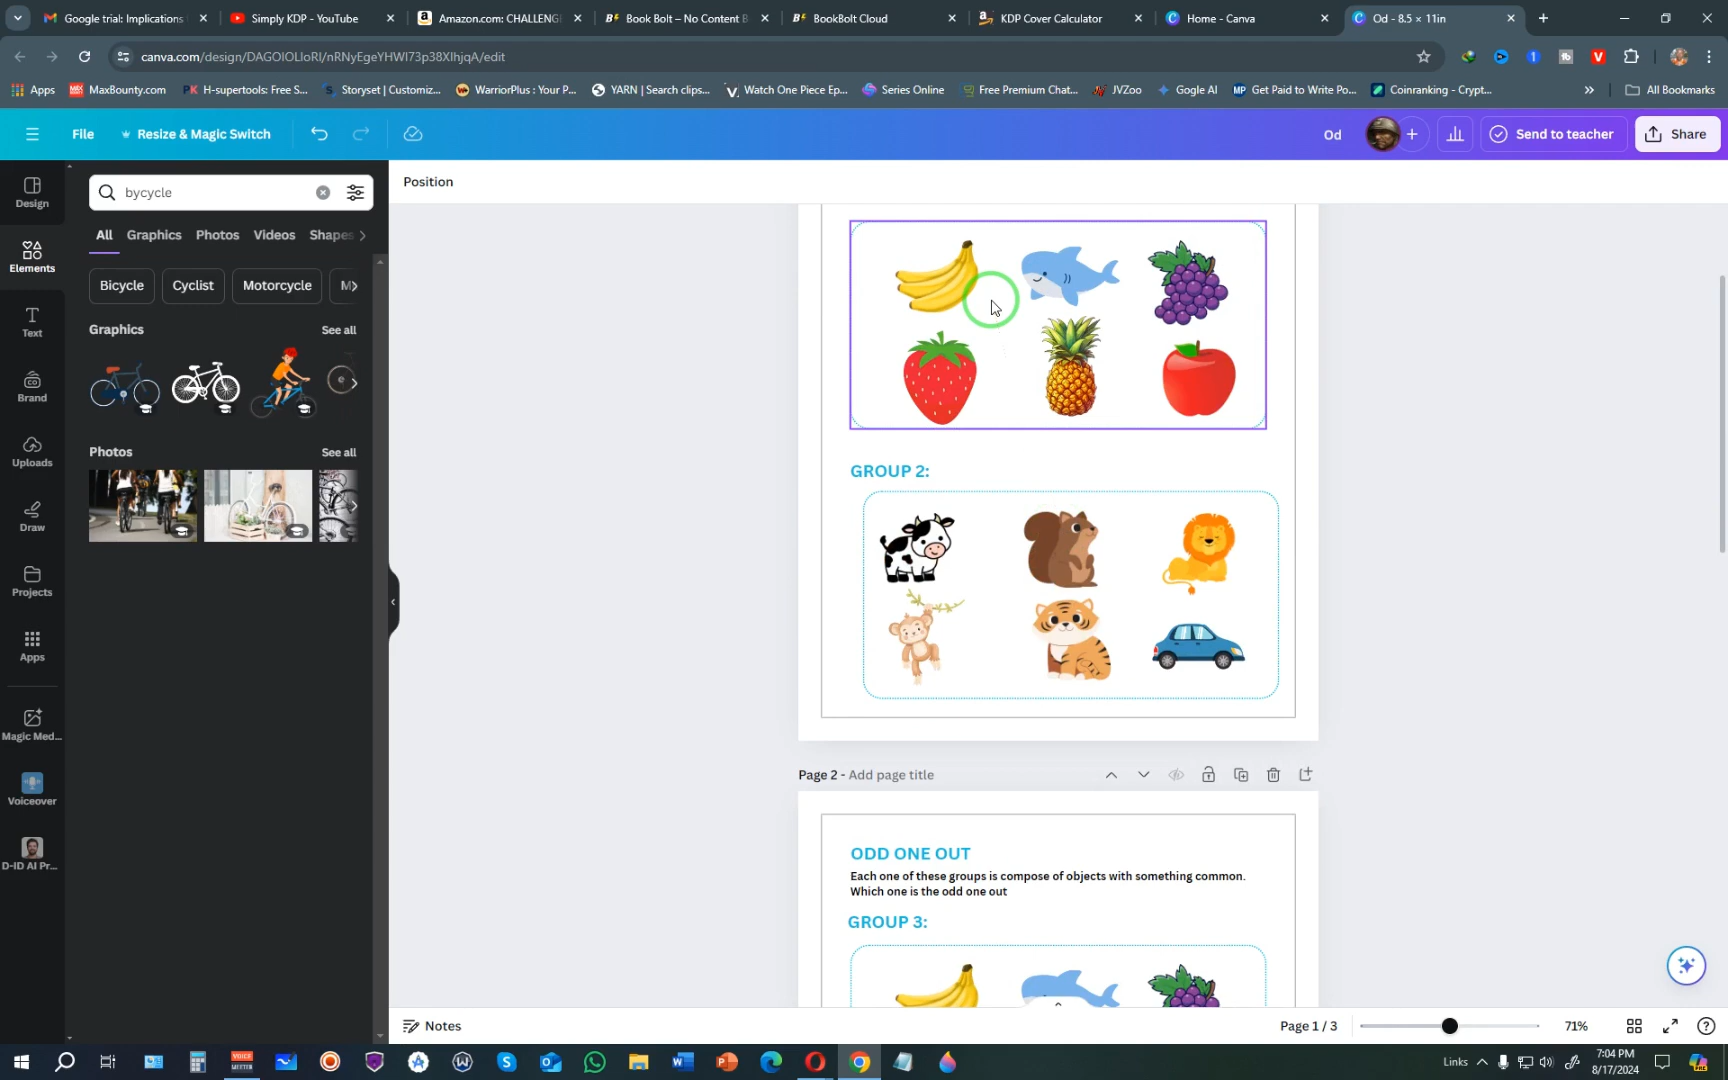 Google trial: Implications
Simply KDP - YouTube
Amazon.com: CHALLENG
Book Bolt – No Content B
BookBolt Cloud
KDP Cover Calculator
Home - Canva
Od - 8.5 × 11in
canva.com/design/DAGOIOLIoRI/nRNyEgeYHWI73p38XIhjqA/edit
Apps
MaxBounty.com
H-supertools: Free S...
Storyset | Customiz...
WarriorPlus : Your P...
YARN | Search clips...
Watch One Piece Ep...
Series Online
Free Premium Chat...
JVZoo
Gogle AI
Get Paid to Write Po...
Coinranking - Crypt...
All Bookmarks
File
Resize & Magic Switch
Od
Send to teacher
Share
Design
Elements
Text
Brand
Uploads
Draw
Projects
Apps
Magic Med...
Voiceover
D-ID AI Pr...
bycycle
All Graphics Photos Videos Shapes
Bicycle Cyclist Motorcycle M
Graphics See all
Photos See all
Position
GROUP 2:
Page 2 - Add page title
ODD ONE OUT
Each one of these groups is compose of objects with something common.
Which one is the odd one out
GROUP 3:
Notes
Page 1 / 3
71%
Links
7:04 PM
8/17/2024